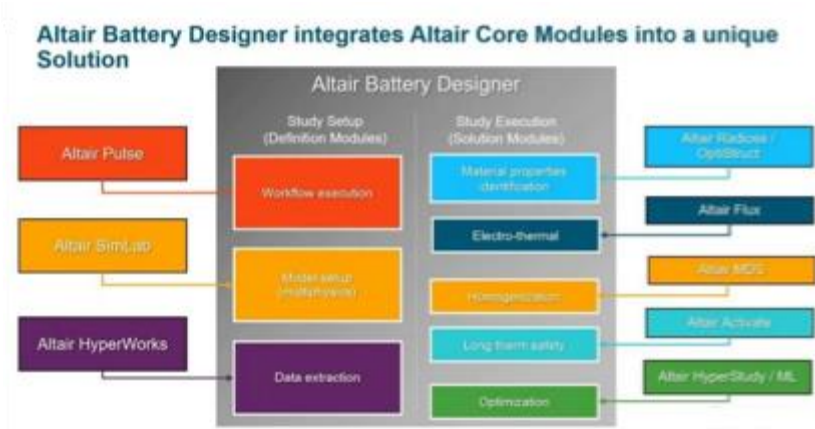 Altair Battery Designer integrates Altair Core Modules into a unique
Solution
Altair Battery Designer
Study Setup
(Definition Modules)
Study Execution
(Solution Modules)
Altair Pulse
Altair SimLab
Altair HyperWorks
Workflow execution
Model setup
(multiphysics)
Data extraction
Material properties
identification
Electro-thermal
Homogenization
Long therm safety
Optimization
Altair Radioss /
OptiStruct
Altair Flux
Altair MDS
Altair Activate
Altair HyperStudy / ML